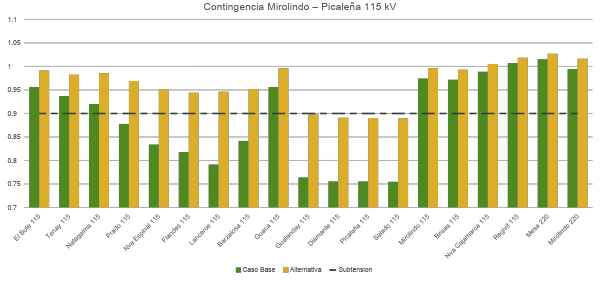 Contingencia Mirolindo – Picaleña 115 kV
1.1
1.05
1
0.95
0.9
0.85
0.8
0.75
0.7
El Bote 115
Tenay 115
Natagaima 115
Prado 115
Nva Espinal 115
Flandes 115
Lanceros 115
Barzalosa 115
Guaca 115
Gualanday 115
Diamante 115
Picaleña 115
Salado 115
Mirolindo 115
Brisas 115
Nva Cajamarca 115
Regivit 115
Mesa 220
Mirolindo 220
Caso Base Alternativa Subtension